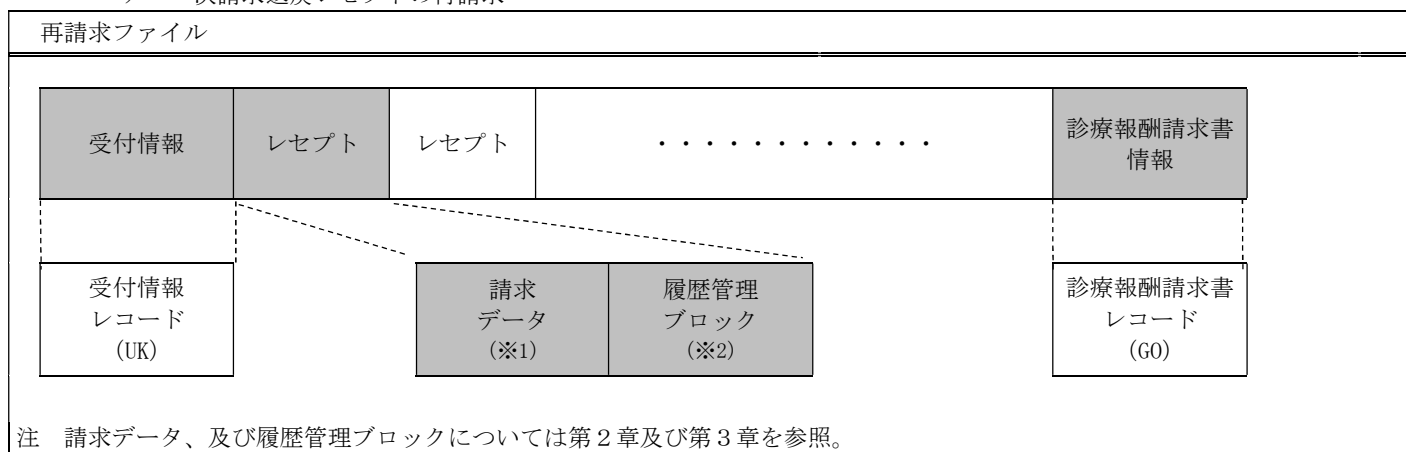 再請求ファイル
受付情報
レセプト
レセプト
・・・・・・・・・・・・
診療報酬請求書
情報
受付情報
レコード
(UK)
請求
データ
(※1)
履歴管理
ブロック
(※2)
診療報酬請求書
レコード
(GO)
注　請求データ、及び履歴管理ブロックについては第２章及び第３章を参照。